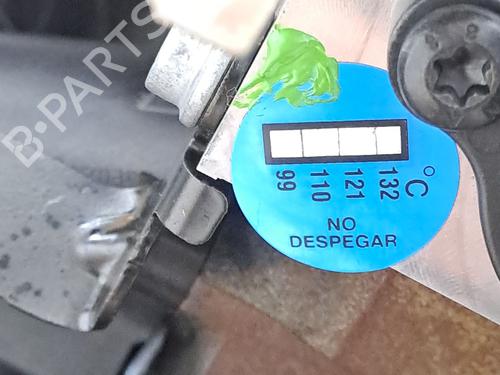 B-PARTS
°C
99 110 121 132
NO
DESPEGAR